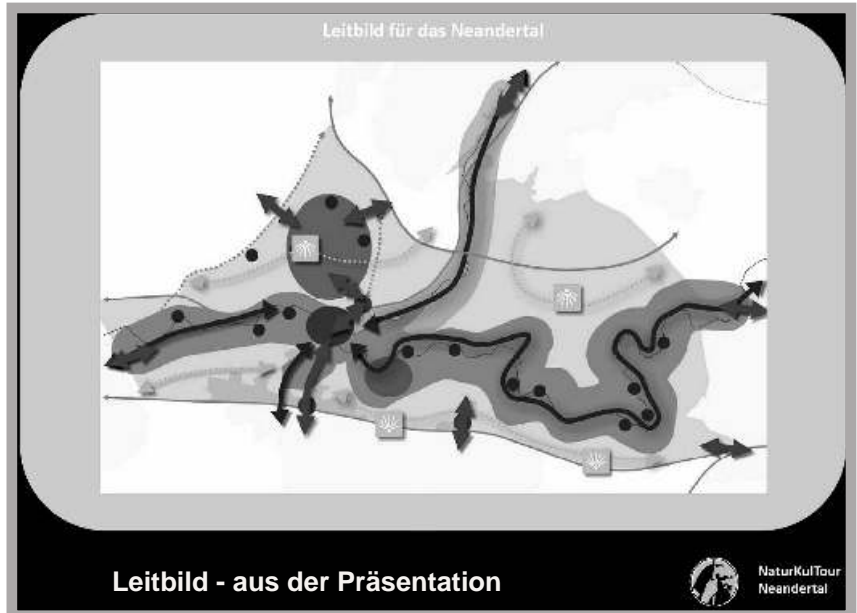 Leitbild für das Neandertal
Leitbild - aus der Präsentation
NaturKulTour
Neandertal